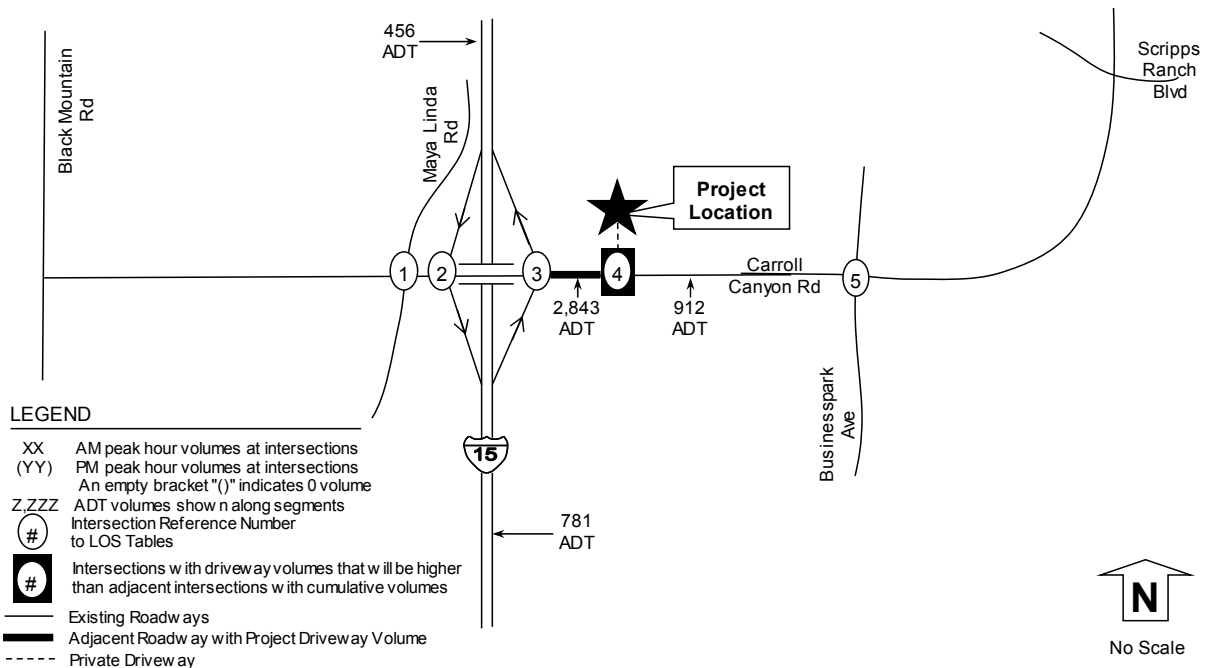 456
ADT
Black Mountain
Rd
Maya Linda
Rd
Scripps
Ranch
Blvd
Project
Location
1
2
3
4
5
Carroll
Canyon Rd
2,843
ADT
912
ADT
Businesspark
Ave
15
781
ADT
LEGEND
XX AM peak hour volumes at intersections
(YY) PM peak hour volumes at intersections
An empty bracket "()" indicates 0 volume
Z,ZZZ ADT volumes shown along segments
# Intersection Reference Number
to LOS Tables
# Intersections with driveway volumes that will be higher
than adjacent intersections with cumulative volumes
Existing Roadways
Adjacent Roadway with Project Driveway Volume
Private Driveway
N
No Scale